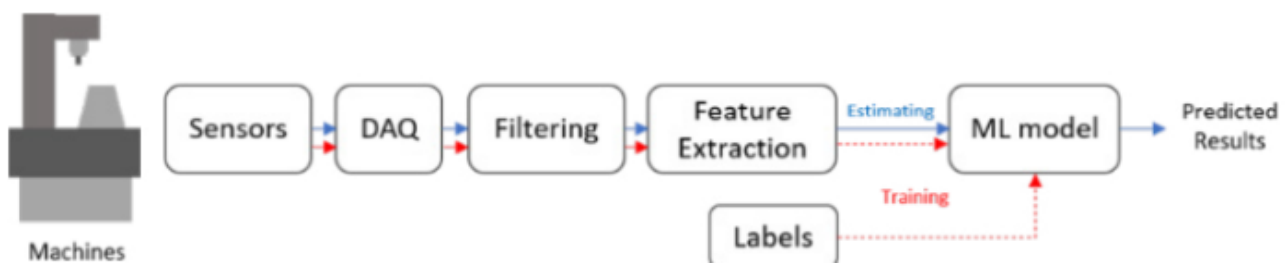 Machines
Sensors
DAQ
Filtering
Feature
Extraction
Estimating
Training
Labels
ML model
Predicted
Results